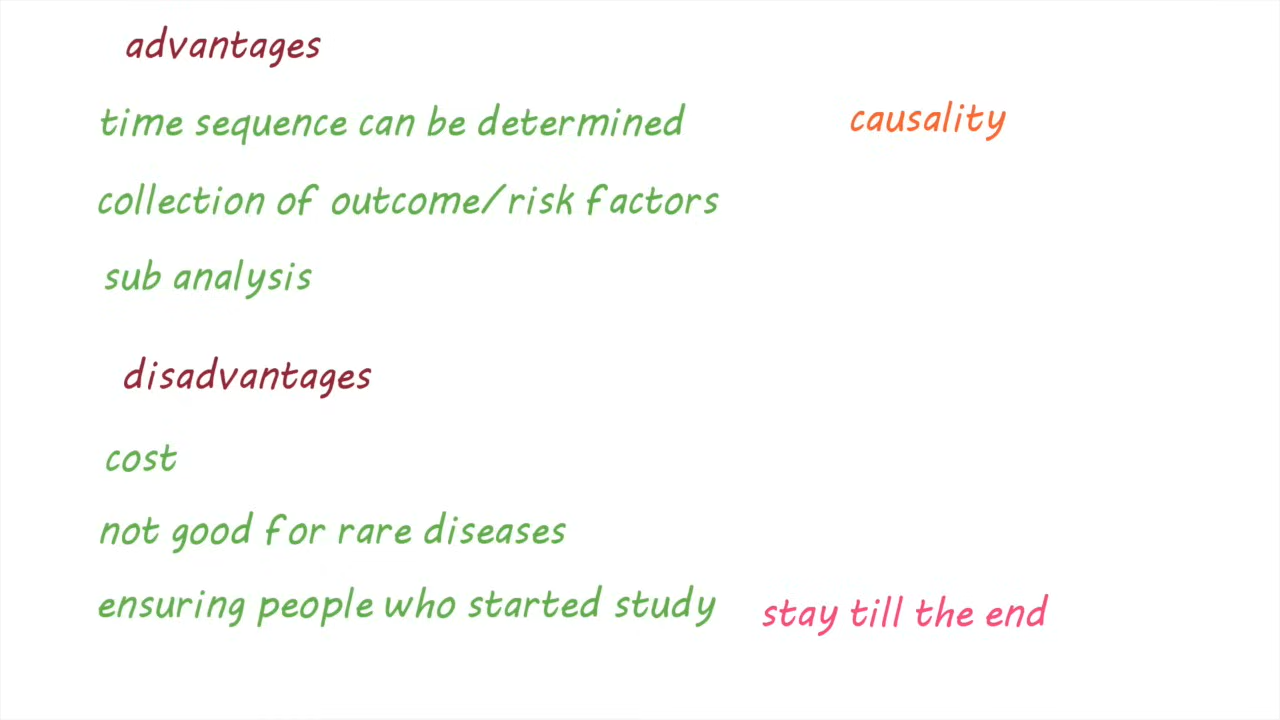 advantages
time sequence can be determined causality
collection of outcome/risk factors
sub analysis
disadvantages
cost
not good for rare diseases
ensuring people who started study stay till the end